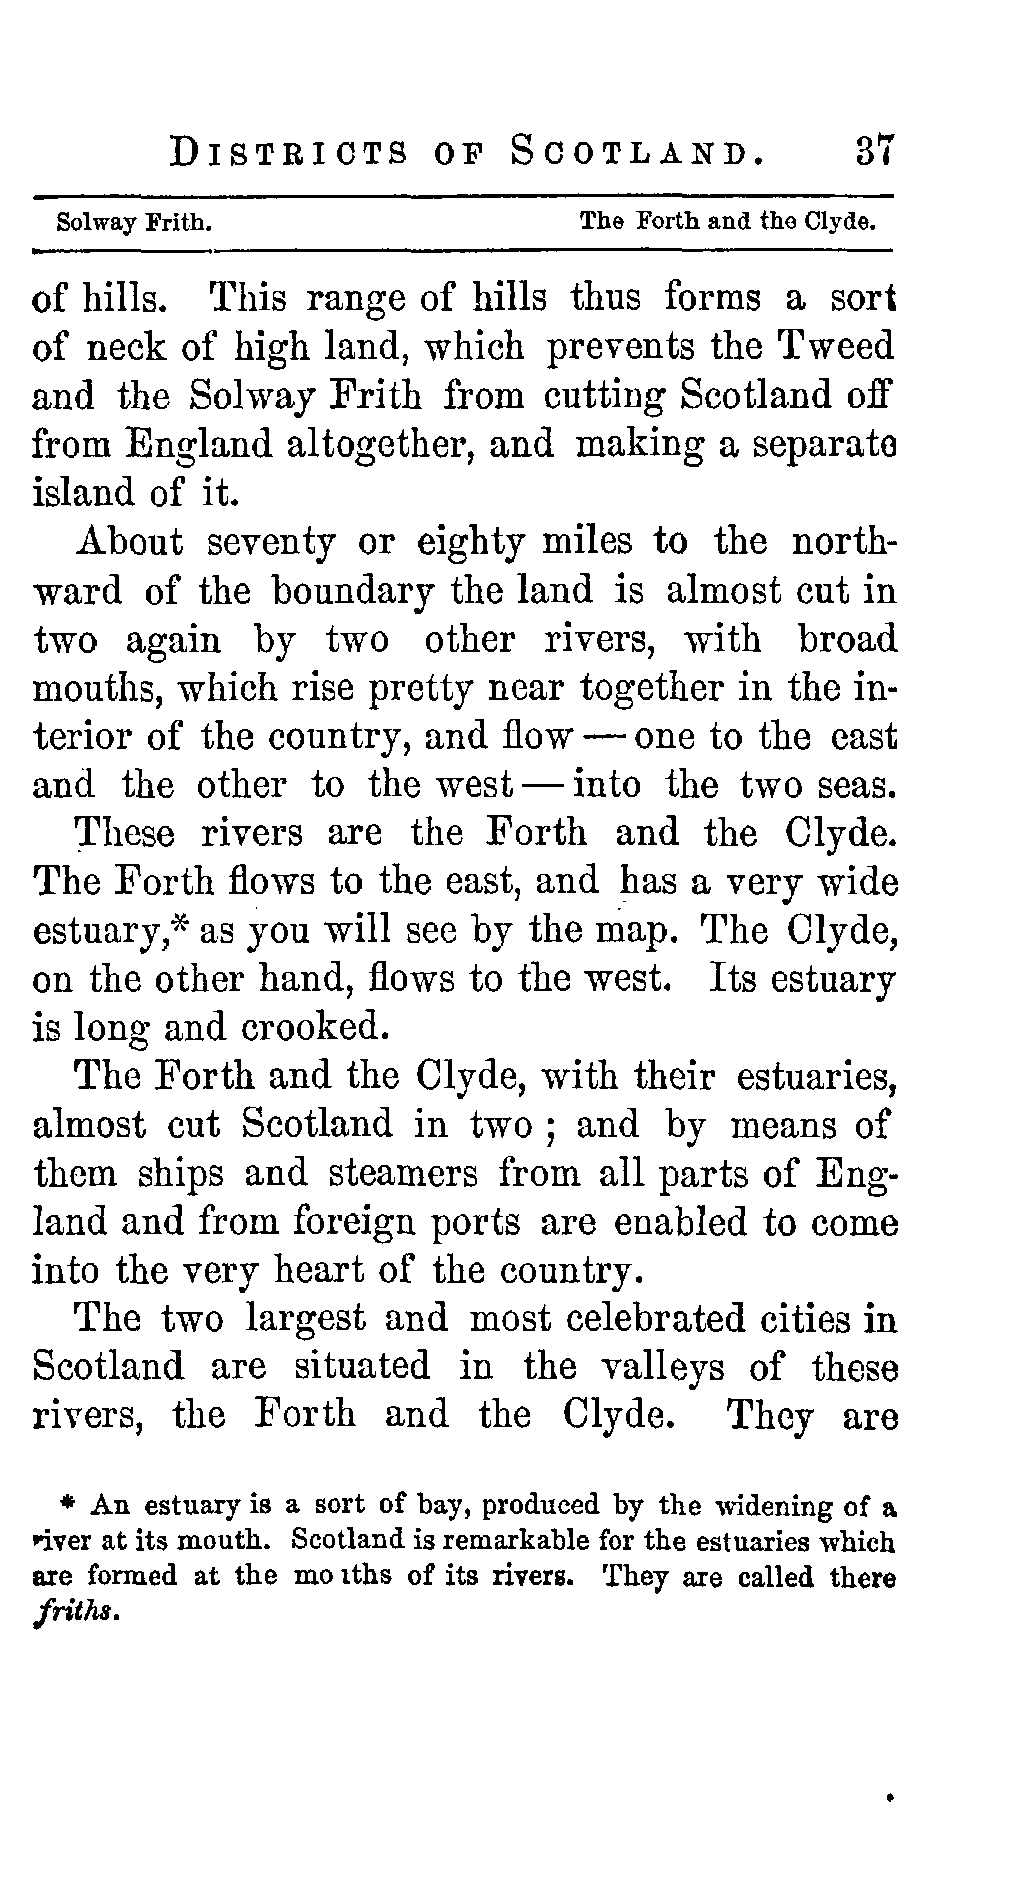 DISTRICTS OF SCOTLAND. 37
Solway Frith. The Forth and the Clyde.
of hills. This range of hills thus forms a sort
of neck of high land, which prevents the Tweed
and the Solway Frith from cutting Scotland off
from England altogether, and making a separate
island of it.
About seventy or eighty miles to the north-
ward of the boundary the land is almost cut in
two again by two other rivers, with broad
mouths, which rise pretty near together in the in-
terior of the country, and flow — one to the east
and the other to the west — into the two seas.
These rivers are the Forth and the Clyde.
The Forth flows to the east, and has a very wide
estuary,* as you will see by the map. The Clyde,
on the other hand, flows to the west. Its estuary
is long and crooked.
The Forth and the Clyde, with their estuaries,
almost cut Scotland in two ; and by means of
them ships and steamers from all parts of Eng-
land and from foreign ports are enabled to come
into the very heart of the country.
The two largest and most celebrated cities in
Scotland are situated in the valleys of these
rivers, the Forth and the Clyde. They are
* An estuary is a sort of bay, produced by the widening of a
river at its mouth. Scotland is remarkable for the estuaries which
are formed at the mouths of its rivers. They are called there
friths.